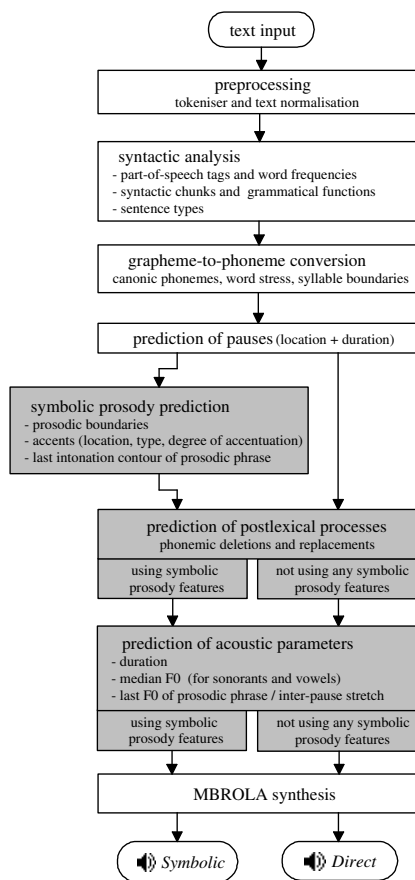 text input
preprocessing
tokeniser and text normalisation
syntactic analysis
- part-of-speech tags and word frequencies
- syntactic chunks and grammatical functions
- sentence types
grapheme-to-phoneme conversion
canonic phonemes, word stress, syllable boundaries
prediction of pauses (location + duration)
symbolic prosody prediction
- prosodic boundaries
- accents (location, type, degree of accentuation)
- last intonation contour of prosodic phrase
prediction of postlexical processes
phonemic deletions and replacements
using symbolic
prosody features
not using any symbolic
prosody features
prediction of acoustic parameters
- duration
- median F0 (for sonorants and vowels)
- last F0 of prosodic phrase / inter-pause stretch
using symbolic
prosody features
not using any symbolic
prosody features
MBROLA synthesis
Symbolic
Direct